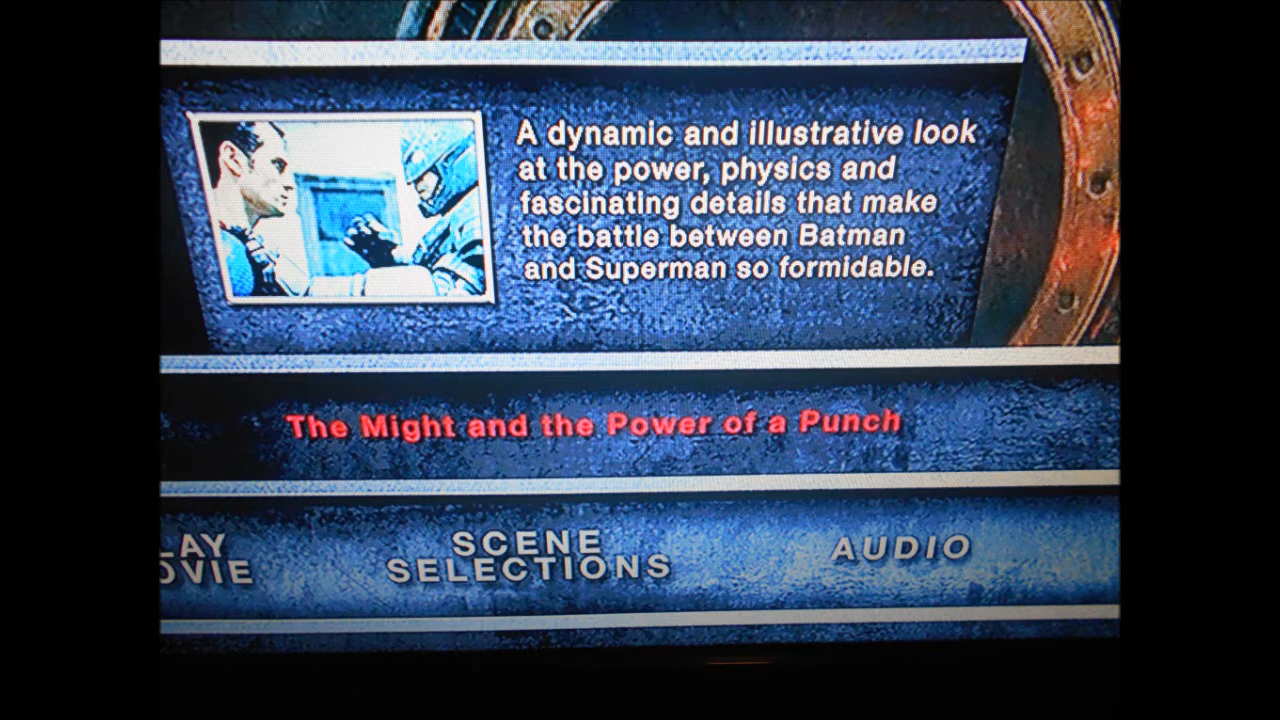 A dynamic and illustrative look
at the power, physics and
fascinating details that make
the battle between Batman
and Superman so formidable.
The Might and the Power of a Punch
LAY
OVIE
SCENE
SELECTIONS
AUDIO